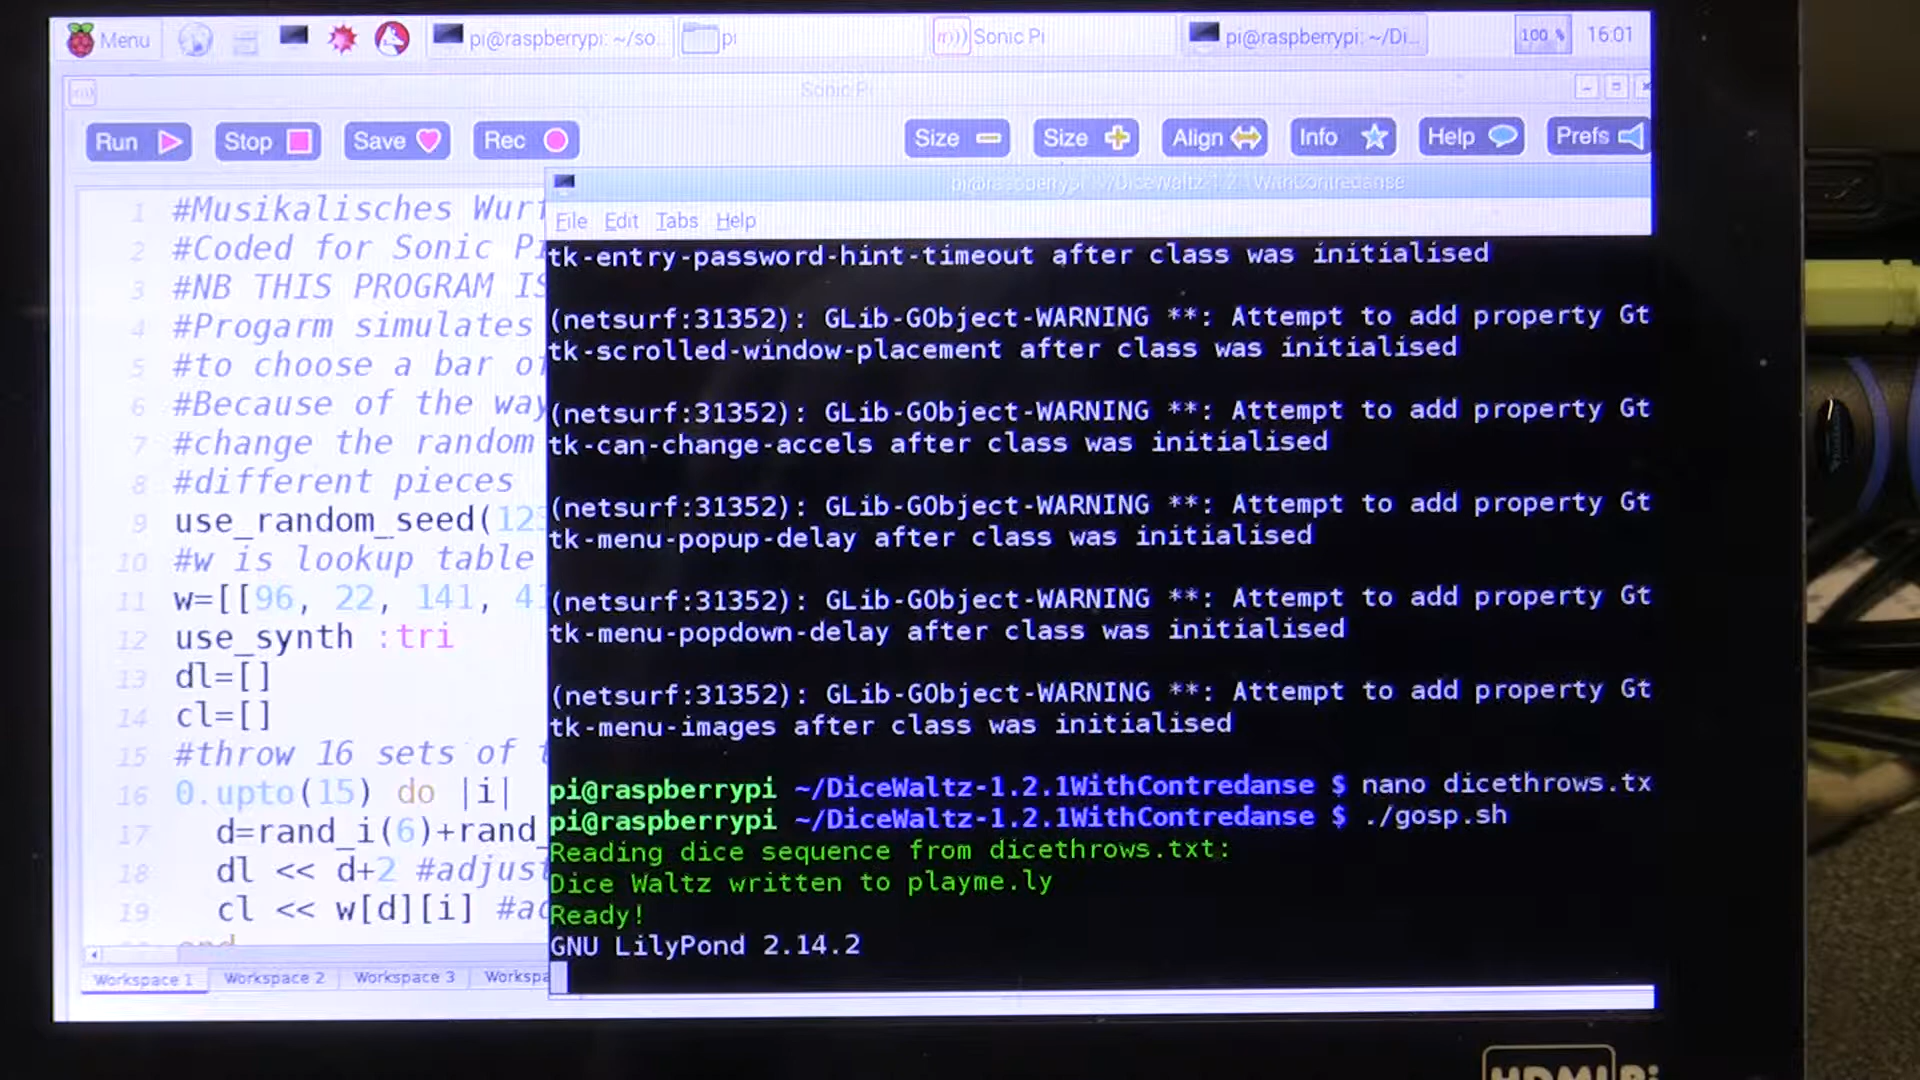 Menu
pi@raspberrypi: ~/so...
pi
Sonic Pi
pi@raspberrypi: ~/Di...
100 %
16:01
Sonic Pi
Run
Stop
Save
Rec
Size
Size
Align
Info
Help
Prefs
1 #Musikalisches
2 #Coded for Sonic
3 #NB THIS PROGRAM
4 #Progarm simulates
5 #to choose a bar
6 #Because of the
7 #change the random
8 #different pieces
9 use_random_seed(
10 #w is lookup table
11 w=[[96, 22, 141,
12 use_synth :tri
13 dl=[]
14 cl=[]
15 #throw 16 sets of
16 0.upto(15) do |i|
17 d=rand_i(6)+rand_
18 dl << d+2
19 cl << w[d][i]
end
Workspace 1
Workspace 2
Workspace 3
pi@raspberrypi: ~/DiceWaltz-1.2.1WithContredanse
File Edit Tabs Help
tk-entry-password-hint-timeout after class was initialised
(netsurf:31352): GLib-GObject-WARNING **: Attempt to add property Gt
tk-scrolled-window-placement after class was initialised
(netsurf:31352): GLib-GObject-WARNING **: Attempt to add property Gt
tk-can-change-accels after class was initialised
(netsurf:31352): GLib-GObject-WARNING **: Attempt to add property Gt
tk-menu-popup-delay after class was initialised
(netsurf:31352): GLib-GObject-WARNING **: Attempt to add property Gt
tk-menu-popdown-delay after class was initialised
(netsurf:31352): GLib-GObject-WARNING **: Attempt to add property Gt
tk-menu-images after class was initialised
pi@raspberrypi ~/DiceWaltz-1.2.1WithContredanse $ nano dicethrows.tx
pi@raspberrypi ~/DiceWaltz-1.2.1WithContredanse $ ./gosp.sh
Reading dice sequence from dicethrows.txt:
Dice Waltz written to playme.ly
Ready!
GNU LilyPond 2.14.2
HDMI Pi